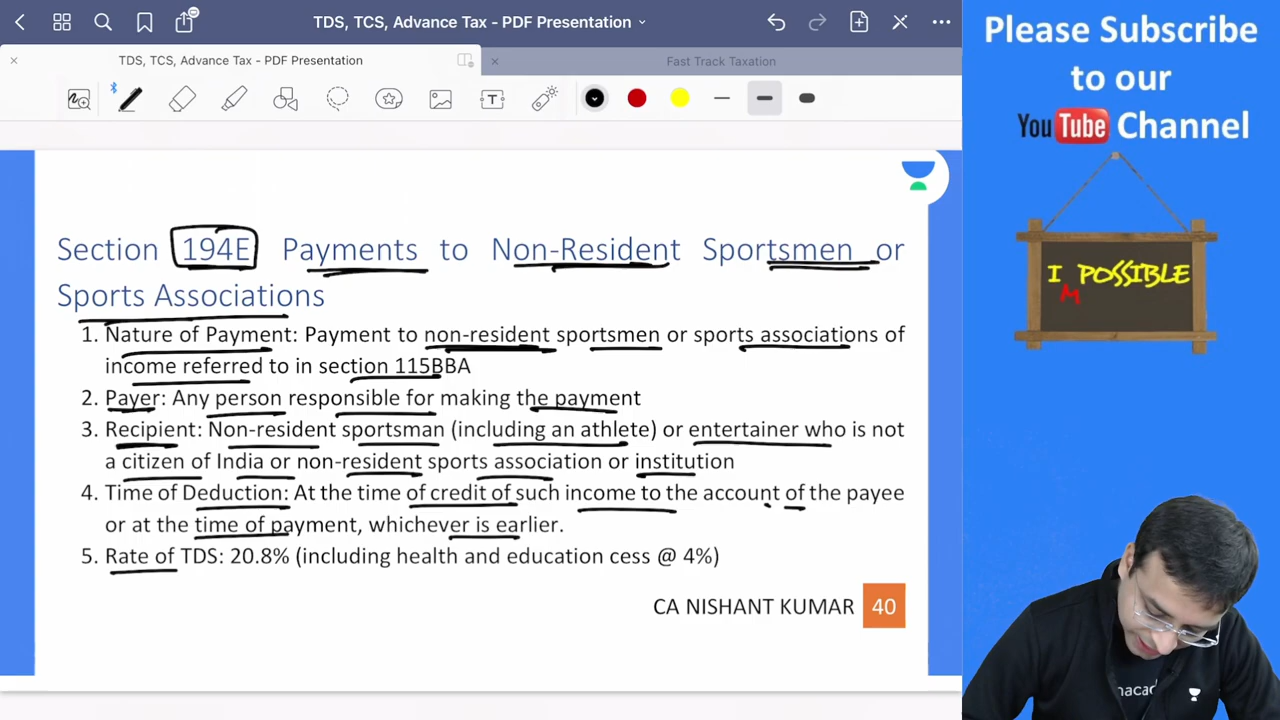 TDS, TCS, Advance Tax - PDF Presentation
TDS, TCS, Advance Tax - PDF Presentation
Fast Track Taxation
Please Subscribe
to our
YouTube Channel
I POSSIBLE
M
Section 194E Payments to Non-Resident Sportsmen or
Sports Associations
1. Nature of Payment: Payment to non-resident sportsmen or sports associations of
income referred to in section 115BBA
2. Payer: Any person responsible for making the payment
3. Recipient: Non-resident sportsman (including an athlete) or entertainer who is not
a citizen of India or non-resident sports association or institution
4. Time of Deduction: At the time of credit of such income to the account of the payee
or at the time of payment, whichever is earlier.
5. Rate of TDS: 20.8% (including health and education cess @ 4%)
CA NISHANT KUMAR 40